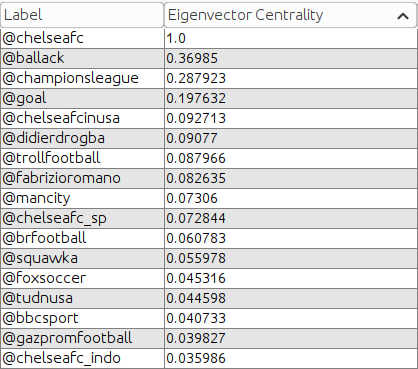 Label Eigenvector Centrality
@chelseafc 1.0
@ballack 0.36985
@championsleague 0.287923
@goal 0.197632
@chelseafcinusa 0.092713
@didierdrogba 0.09077
@trollfootball 0.087966
@fabrizioromano 0.082635
@mancity 0.07306
@chelseafc_sp 0.072844
@brfootball 0.060783
@squawka 0.055978
@foxsoccer 0.045316
@tudnusa 0.044598
@bbcsport 0.040733
@gazpromfootball 0.039827
@chelseafc_indo 0.035986